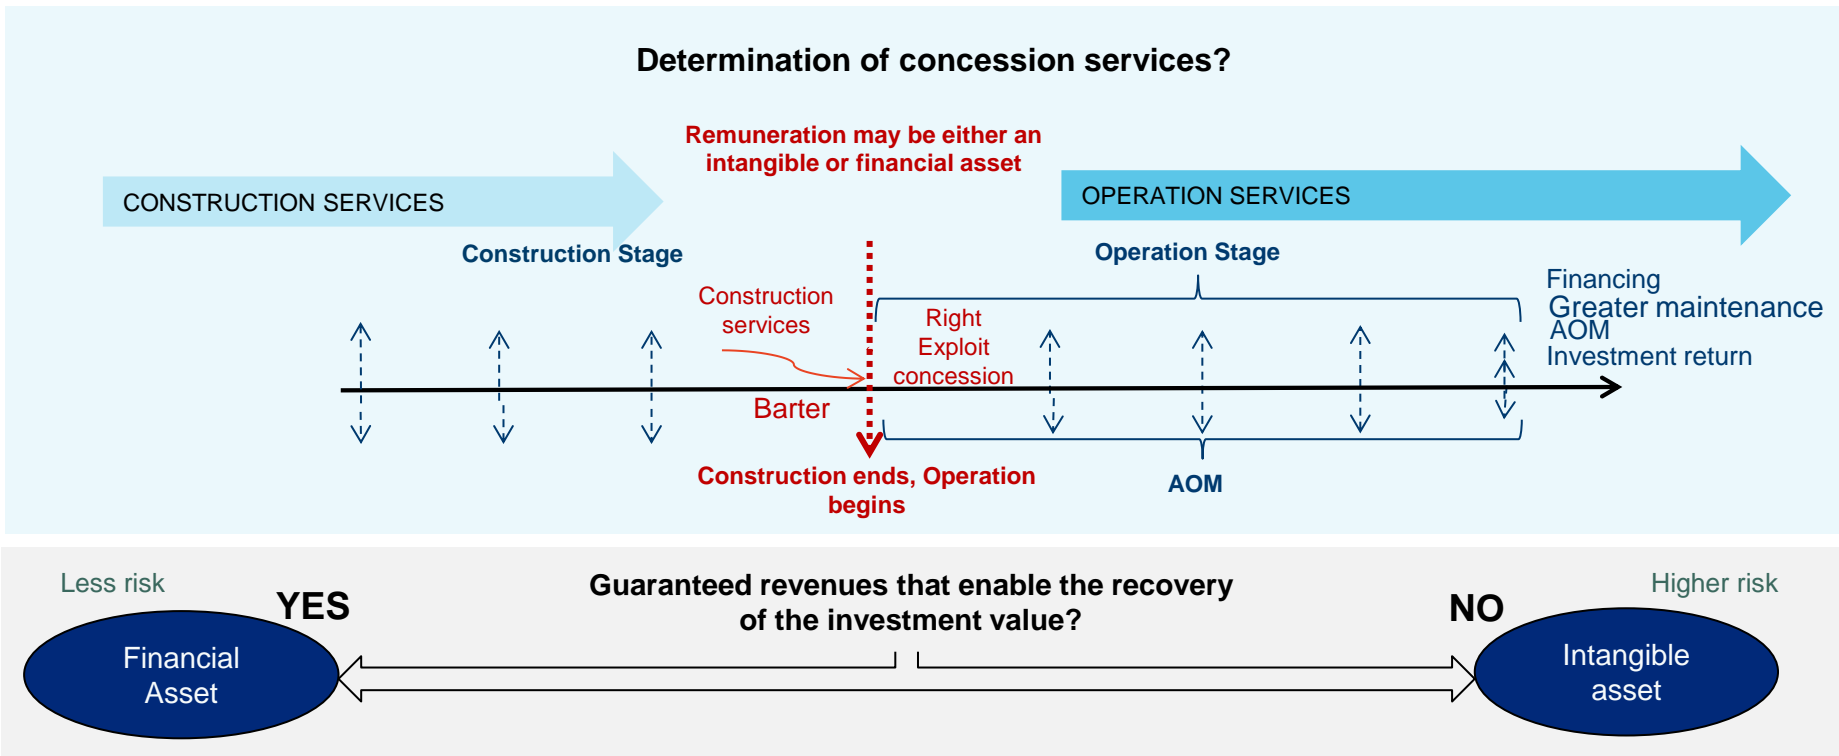 Determination of concession services?
Remuneration may be either an
intangible or financial asset
CONSTRUCTION SERVICES
OPERATION SERVICES
Construction Stage
Operation Stage
Construction
services
Right
Exploit
concession
Financing
Greater maintenance
AOM
Investment return
Barter
Construction ends, Operation
begins
AOM
Less risk
YES
Guaranteed revenues that enable the recovery
of the investment value?
NO
Higher risk
Financial
Asset
Intangible
asset